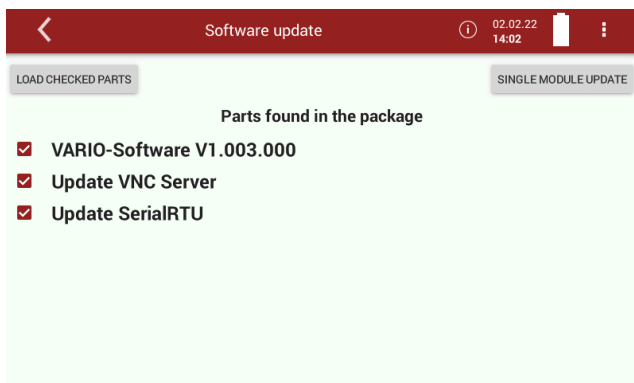 Software update
02.02.22
14:02
LOAD CHECKED PARTS
SINGLE MODULE UPDATE
Parts found in the package
VARIO-Software V1.003.000
Update VNC Server
Update SerialRTU